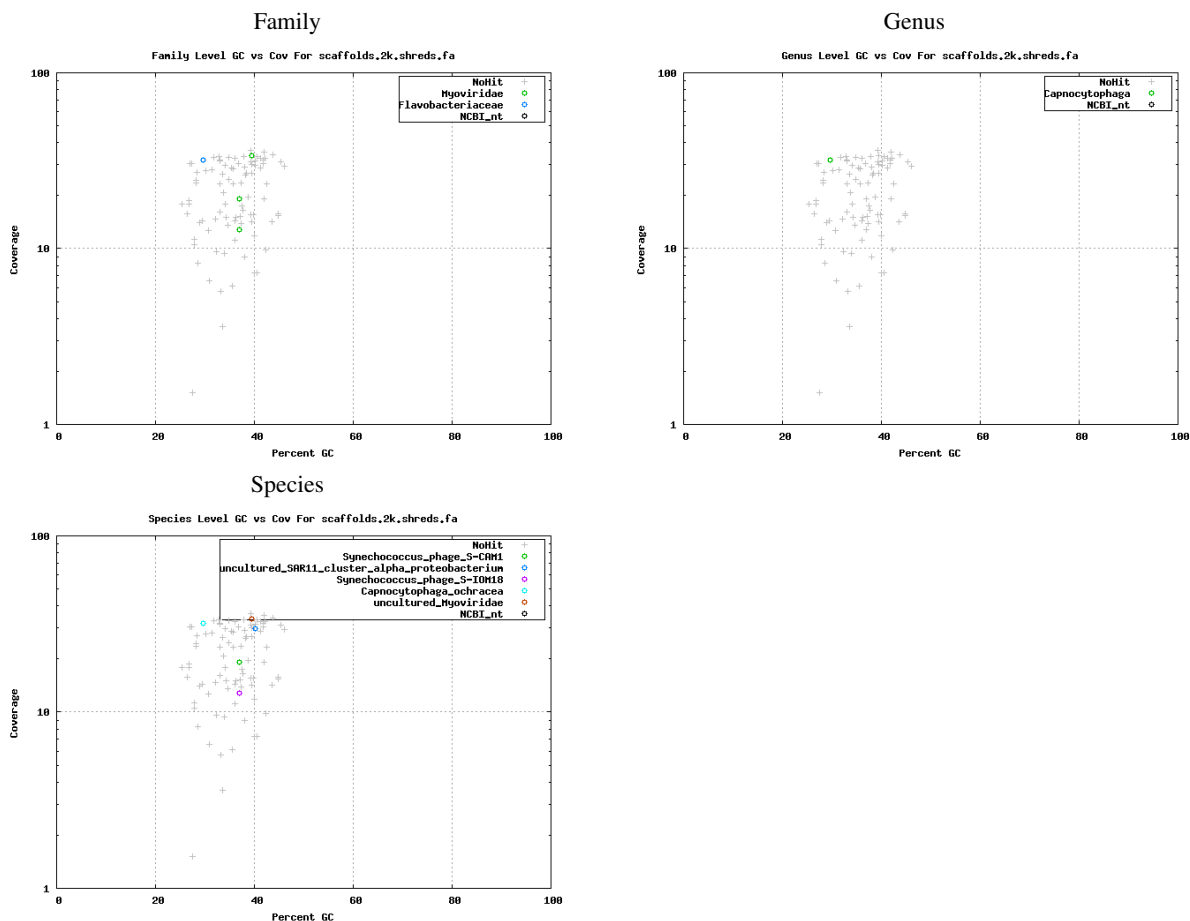 Family
Family Level GC vs Cov For scaffolds.2k.shreds.fa
100
10
1
Coverage
NoHit
Myoviridae
Flavobacteriaceae
NCBI_nt
0 20 40 60 80 100
Percent GC
Genus
Genus Level GC vs Cov For scaffolds.2k.shreds.fa
100
10
1
Coverage
NoHit
Capnocytophaga
NCBI_nt
0 20 40 60 80 100
Percent GC
Species
Species Level GC vs Cov For scaffolds.2k.shreds.fa
100
10
1
Coverage
NoHit
Synechococcus_phage_S-CAM1
uncultured_SAR11_cluster_alpha_proteobacterium
Synechococcus_phage_S-IOM18
Capnocytophaga_ochracea
uncultured_Myoviridae
NCBI_nt
0 20 40 60 80 100
Percent GC